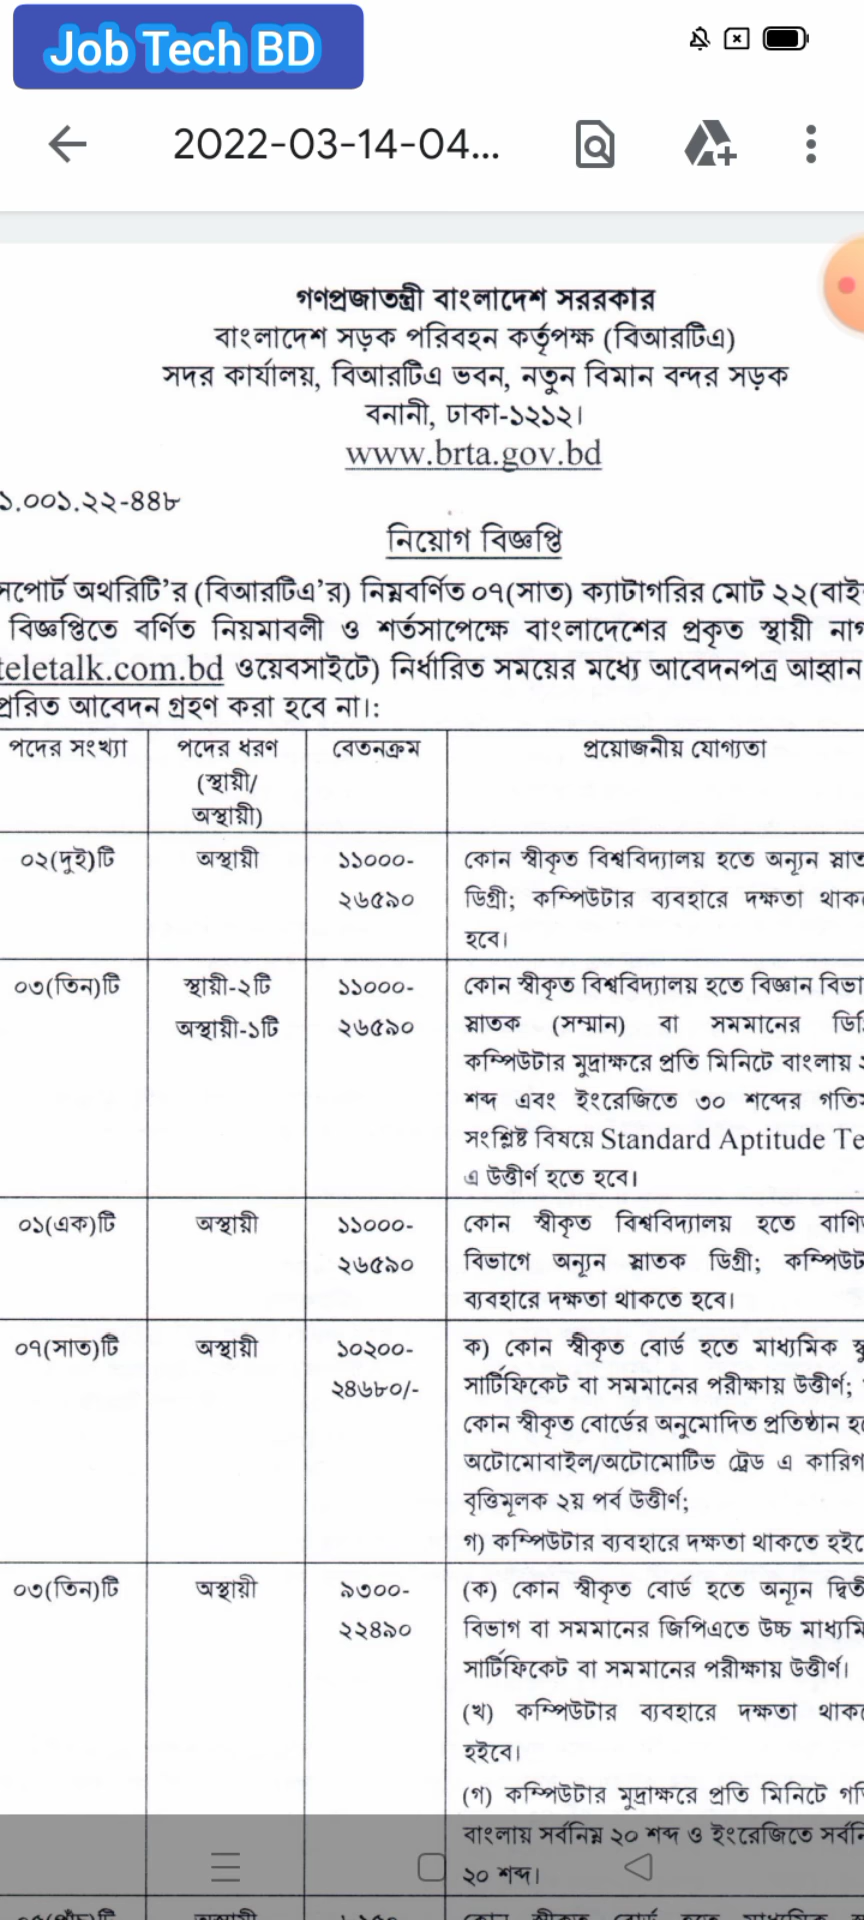 Job Tech BD
2022-03-14-04...
গণপ্রজাতন্ত্রী বাংলাদেশ সররকার
বাংলাদেশ সড়ক পরিবহন কর্তৃপক্ষ (বিআরটিএ)
সদর কার্যালয়, বিআরটিএ ভবন, নতুন বিমান বন্দর সড়ক
বনানী, ঢাকা-১২১২।
www.brta.gov.bd
১.০০১.২২-৪৪৮
নিয়োগ বিজ্ঞপ্তি
সপোর্ট অথরিটি'র (বিআরটিএ'র) নিম্নবর্ণিত ০৭(সাত) ক্যাটাগরির মোট ২২(বাই
বিজ্ঞপ্তিতে বর্ণিত নিয়মাবলী ও শর্তসাপেক্ষে বাংলাদেশের প্রকৃত স্থায়ী নাগ
teletalk.com.bd ওয়েবসাইটে) নির্ধারিত সময়ের মধ্যে আবেদনপত্র আহ্বান
প্ররিত আবেদন গ্রহণ করা হবে না।:
পদের সংখ্যা
পদের ধরণ
(স্থায়ী/
অস্থায়ী)
বেতনক্রম
প্রয়োজনীয় যোগ্যতা
০২(দুই)টি
অস্থায়ী
১১০০০-
২৬৫৯০
কোন স্বীকৃত বিশ্ববিদ্যালয় হতে অন্যূন স্নাত
ডিগ্রী; কম্পিউটার ব্যবহারে দক্ষতা থাক
হবে।
০৩(তিন)টি
স্থায়ী-২টি
অস্থায়ী-১টি
১১০০০-
২৬৫৯০
কোন স্বীকৃত বিশ্ববিদ্যালয় হতে বিজ্ঞান বিভা
স্নাতক (সম্মান) বা সমমানের ডি
কম্পিউটার মুদ্রাক্ষরে প্রতি মিনিটে বাংলায়
শব্দ এবং ইংরেজিতে ৩০ শব্দের গতি
সংশ্লিষ্ট বিষয়ে Standard Aptitude Te
এ উত্তীর্ণ হতে হবে।
০১(এক)টি
অস্থায়ী
১১০০০-
২৬৫৯০
কোন স্বীকৃত বিশ্ববিদ্যালয় হতে বাণি
বিভাগে অন্যূন স্নাতক ডিগ্রী; কম্পিউট
ব্যবহারে দক্ষতা থাকতে হবে।
০৭(সাত)টি
অস্থায়ী
১০২০০-
২৪৬৮০/-
ক) কোন স্বীকৃত বোর্ড হতে মাধ্যমিক স্কু
সার্টিফিকেট বা সমমানের পরীক্ষায় উত্তীর্ণ;
কোন স্বীকৃত বোর্ডের অনুমোদিত প্রতিষ্ঠান হ
অটোমোবাইল/অটোমোটিভ ট্রেড এ কারিগ
বৃত্তিমূলক ২য় পর্ব উত্তীর্ণ;
গ) কম্পিউটার ব্যবহারে দক্ষতা থাকতে হইবে
০৩(তিন)টি
অস্থায়ী
৯৩০০-
২২৪৯০
(ক) কোন স্বীকৃত বোর্ড হতে অন্যূন দ্বিতী
বিভাগ বা সমমানের জিপিএতে উচ্চ মাধ্যমি
সার্টিফিকেট বা সমমানের পরীক্ষায় উত্তীর্ণ।
(খ) কম্পিউটার ব্যবহারে দক্ষতা থাক
হইবে।
(গ) কম্পিউটার মুদ্রাক্ষরে প্রতি মিনিটে গ
বাংলায় সর্বনিম্ন ২০ শব্দ ও ইংরেজিতে সর্বনি
২০ শব্দ।